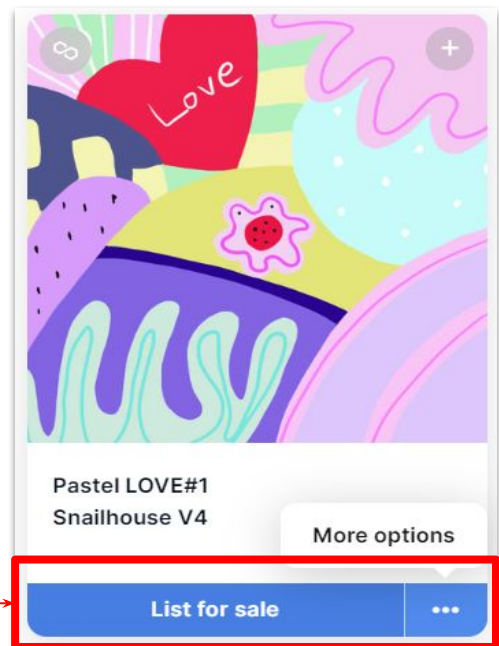 Love
Pastel LOVE#1
Snailhouse V4
More options
List for sale